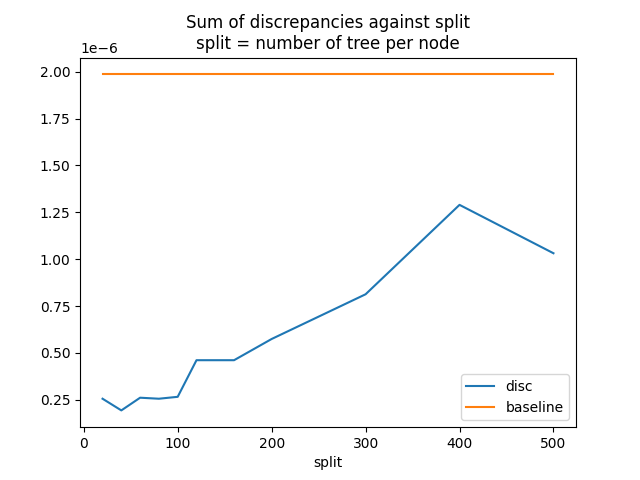 Sum of discrepancies against split
split = number of tree per node
1e−6
2.00
1.75
1.50
1.25
1.00
0.75
0.50
0.25
disc
baseline
0 100 200 300 400 500
split